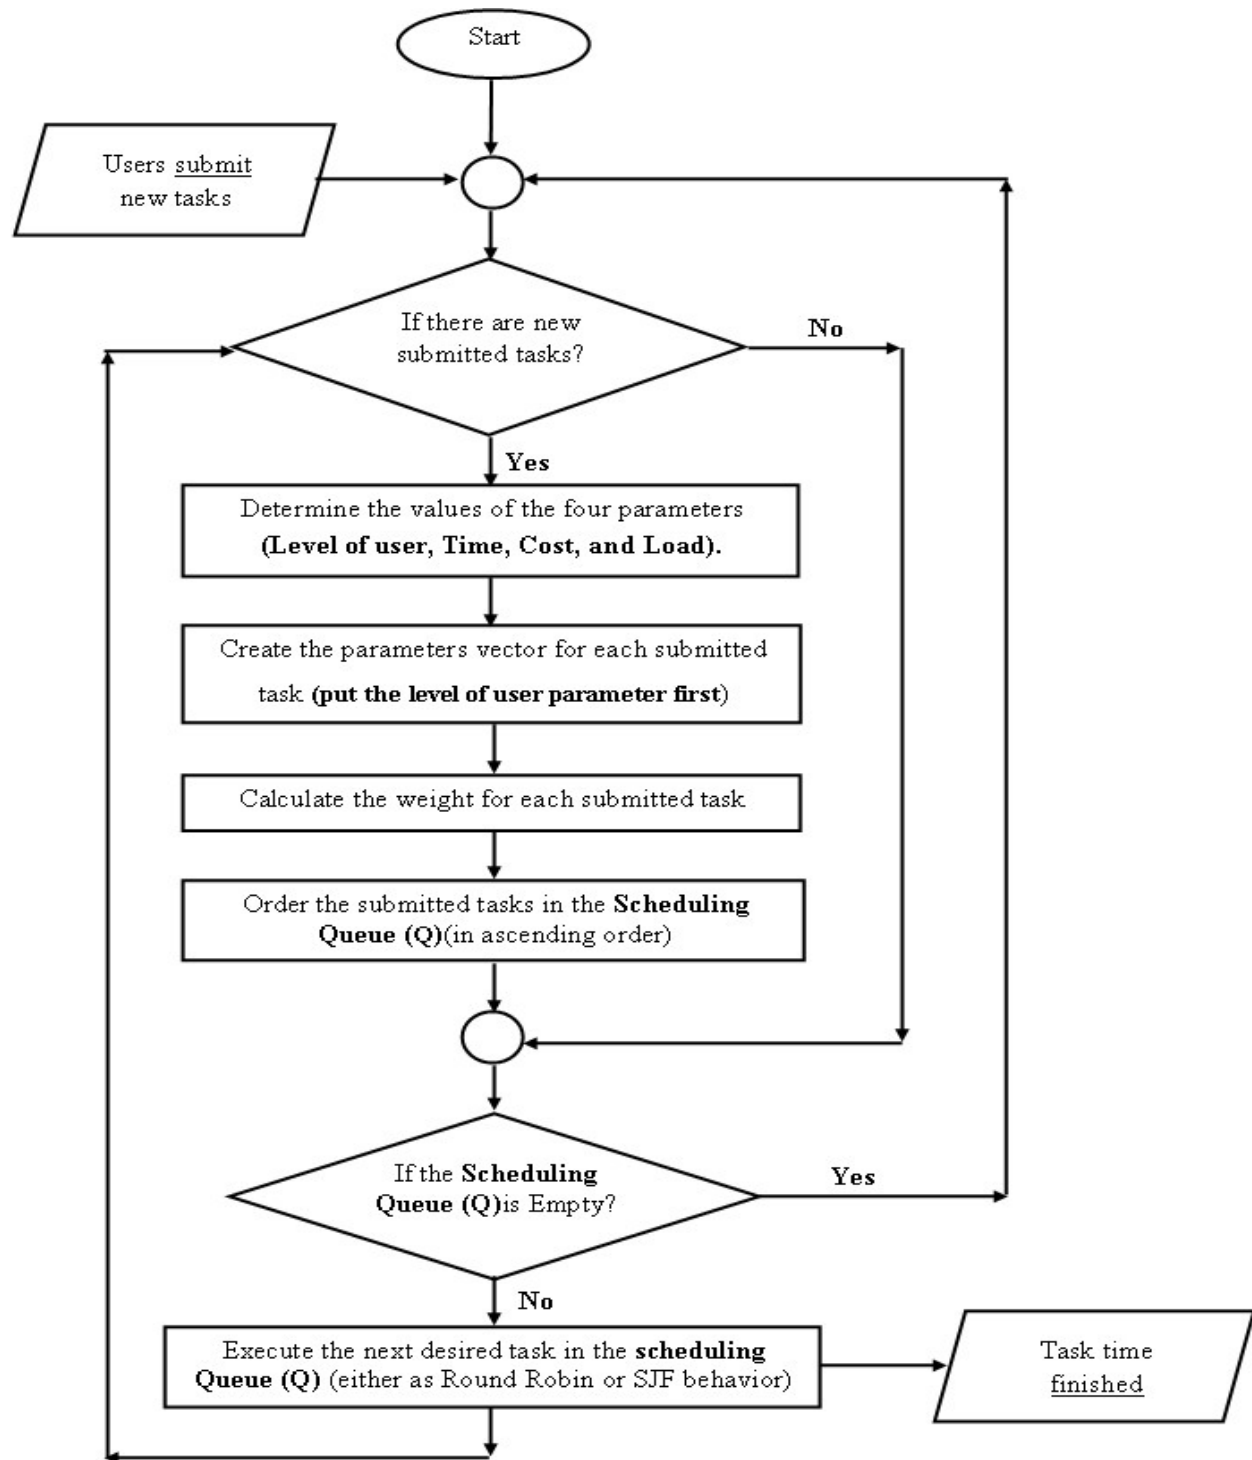 Start
Users submit
new tasks
If there are new
submitted tasks?
No
Yes
Determine the values of the four parameters
(Level of user, Time, Cost, and Load).
Create the parameters vector for each submitted
task (put the level of user parameter first)
Calculate the weight for each submitted task
Order the submitted tasks in the Scheduling
Queue (Q)(in ascending order)
If the Scheduling
Queue (Q)is Empty?
Yes
No
Execute the next desired task in the scheduling
Queue (Q) (either as Round Robin or SJF behavior)
Task time
finished